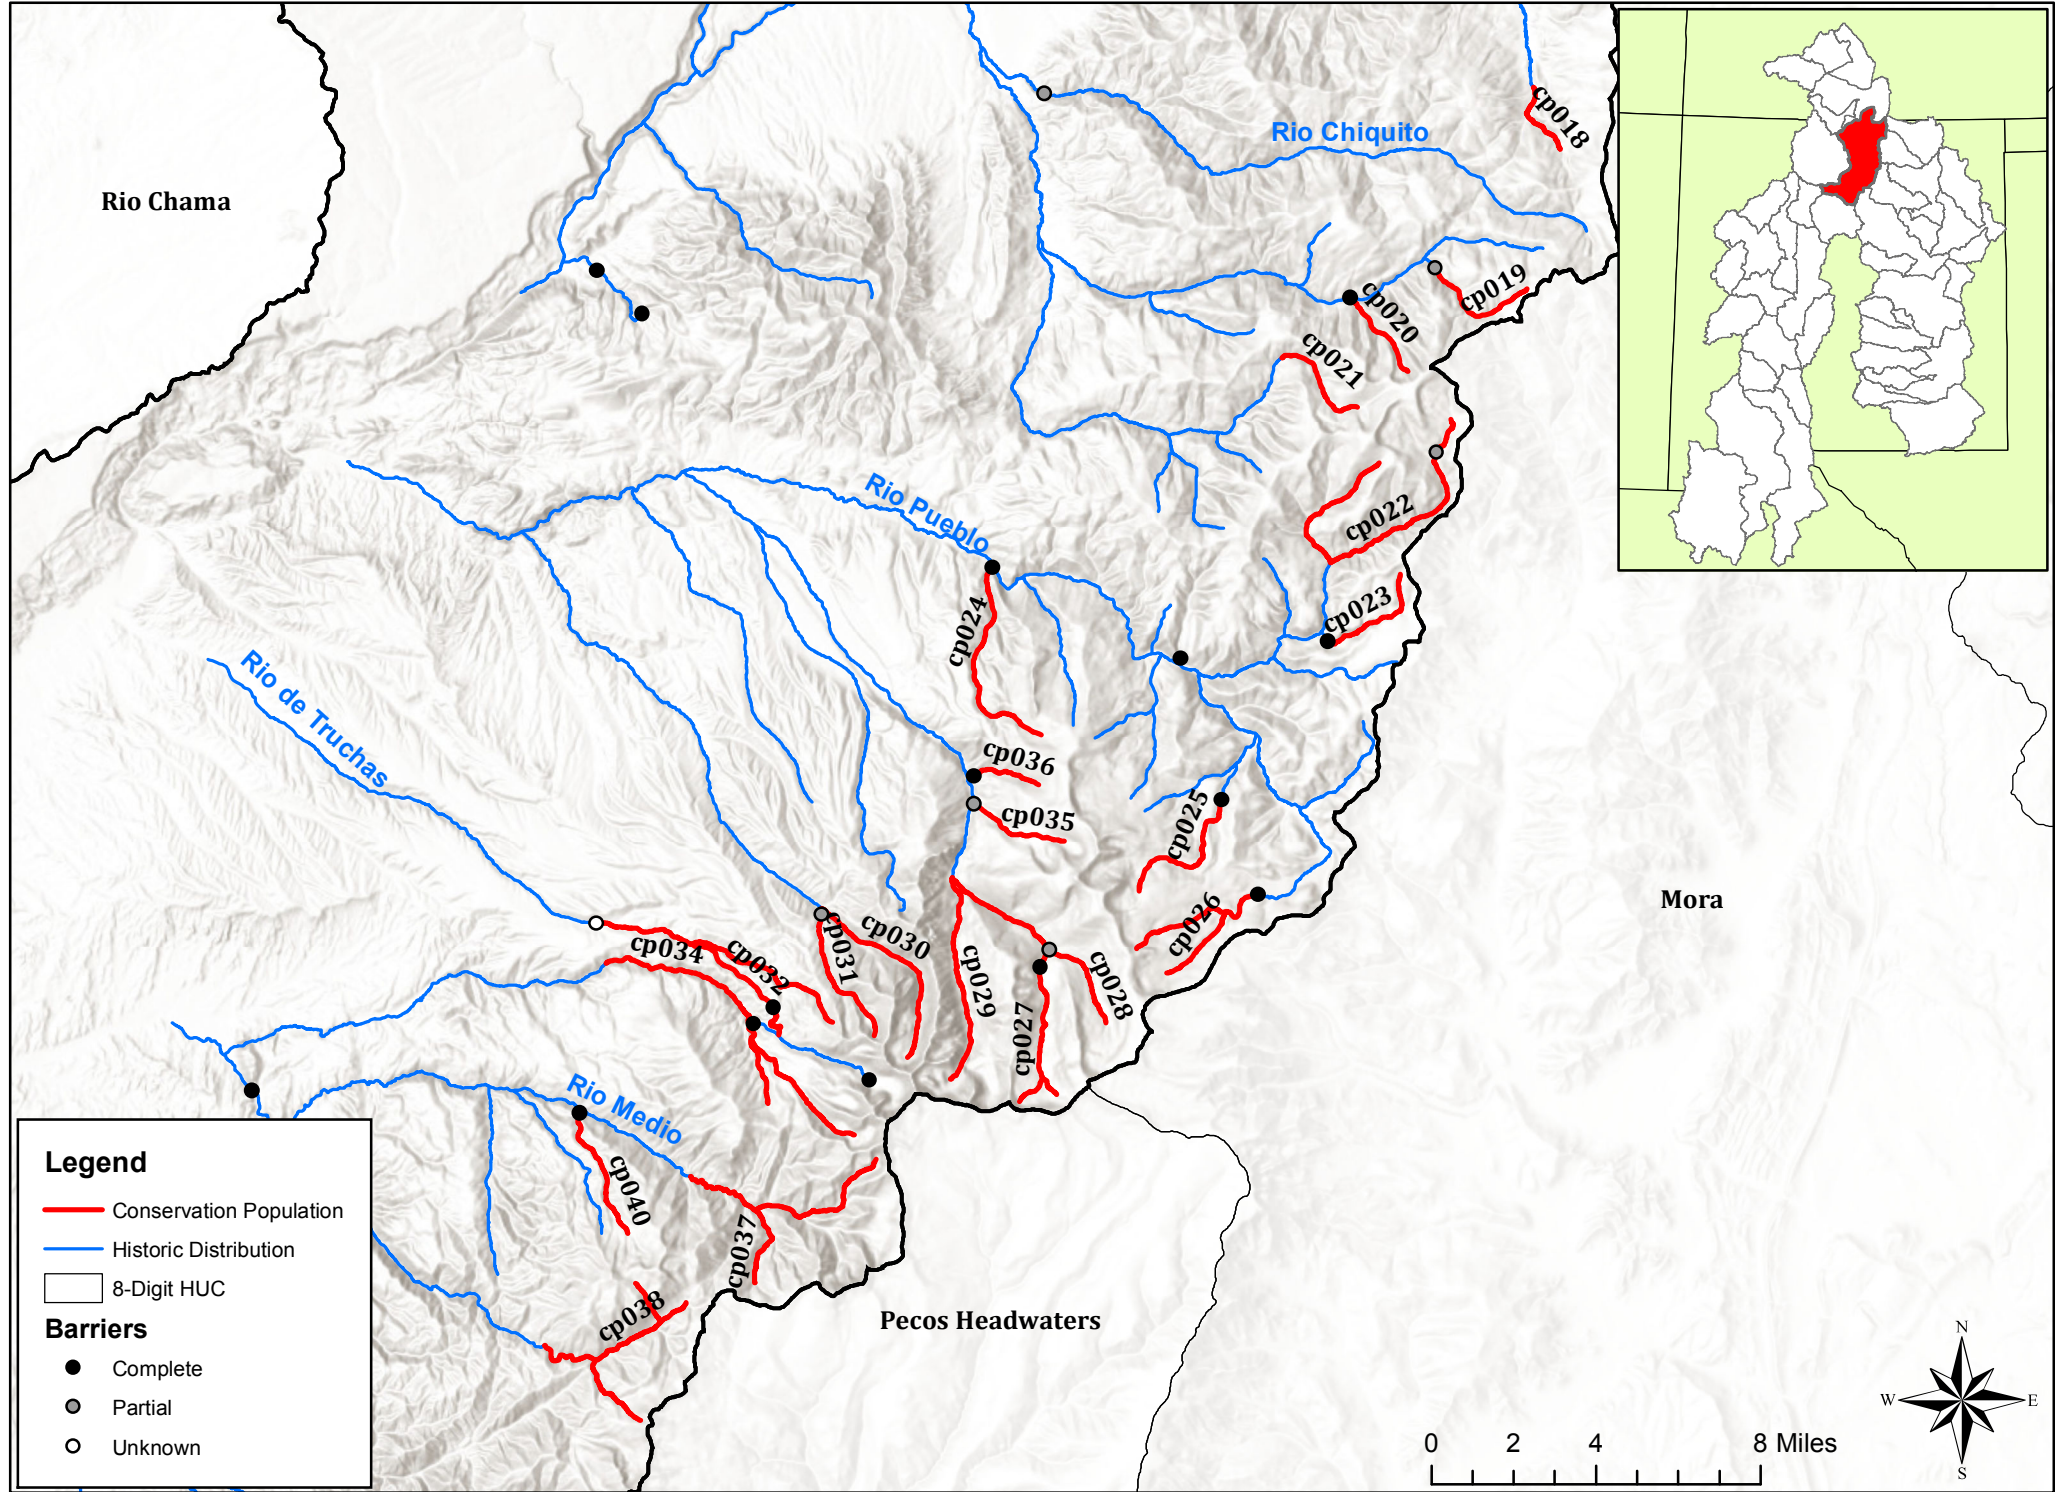 cp018
Rio Chiquito
Rio Chama
cp019
cp020
cp021
Rio Pueblo
cp022
cp023
cp024
Rio de Truchas
cp036
cp035
cp025
Mora
cp026
cp034
cp032
cp031
cp030
cp029
cp028
cp027
Rio Medio
cp040
cp037
cp038
Pecos Headwaters
Legend
Conservation Population
Historic Distribution
8-Digit HUC
Barriers
Complete
Partial
Unknown
N
W E
S
0 2 4 8 Miles